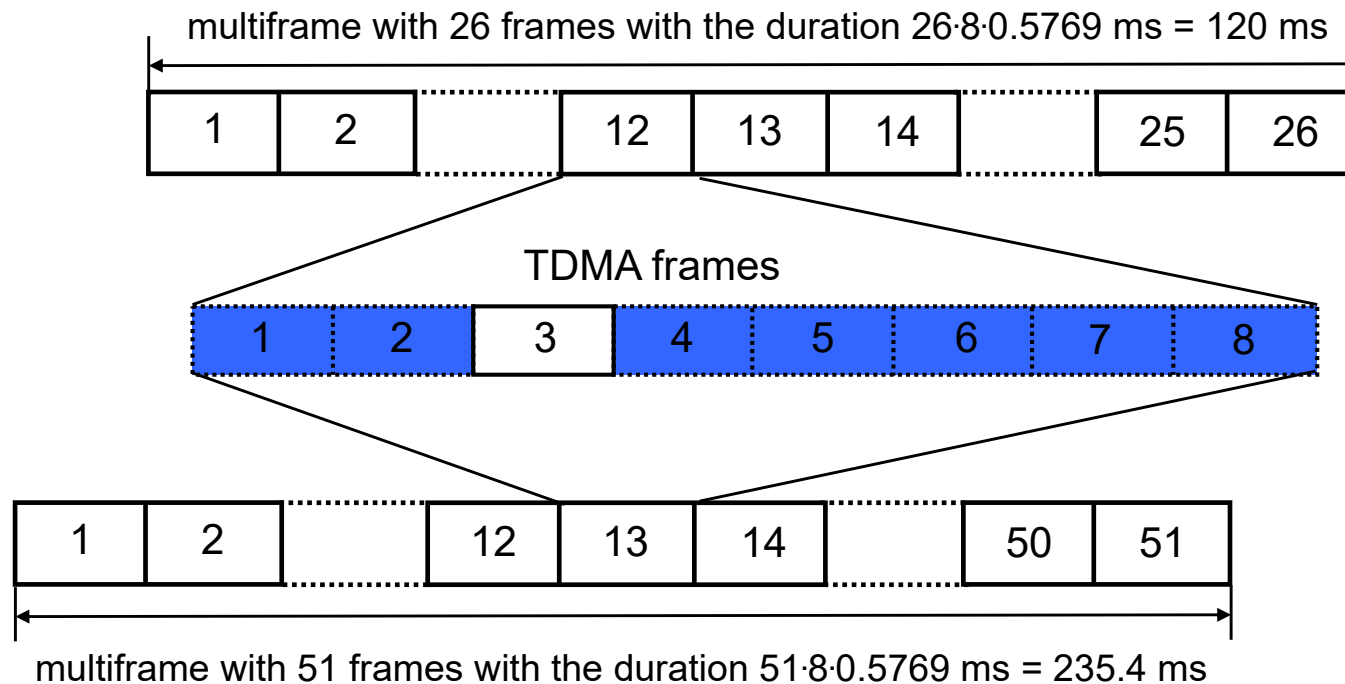 multiframe with 26 frames with the duration 26·8·0.5769 ms = 120 ms
1 2 12 13 14 25 26
TDMA frames
1 2 3 4 5 6 7 8
1 2 12 13 14 50 51
multiframe with 51 frames with the duration 51·8·0.5769 ms = 235.4 ms